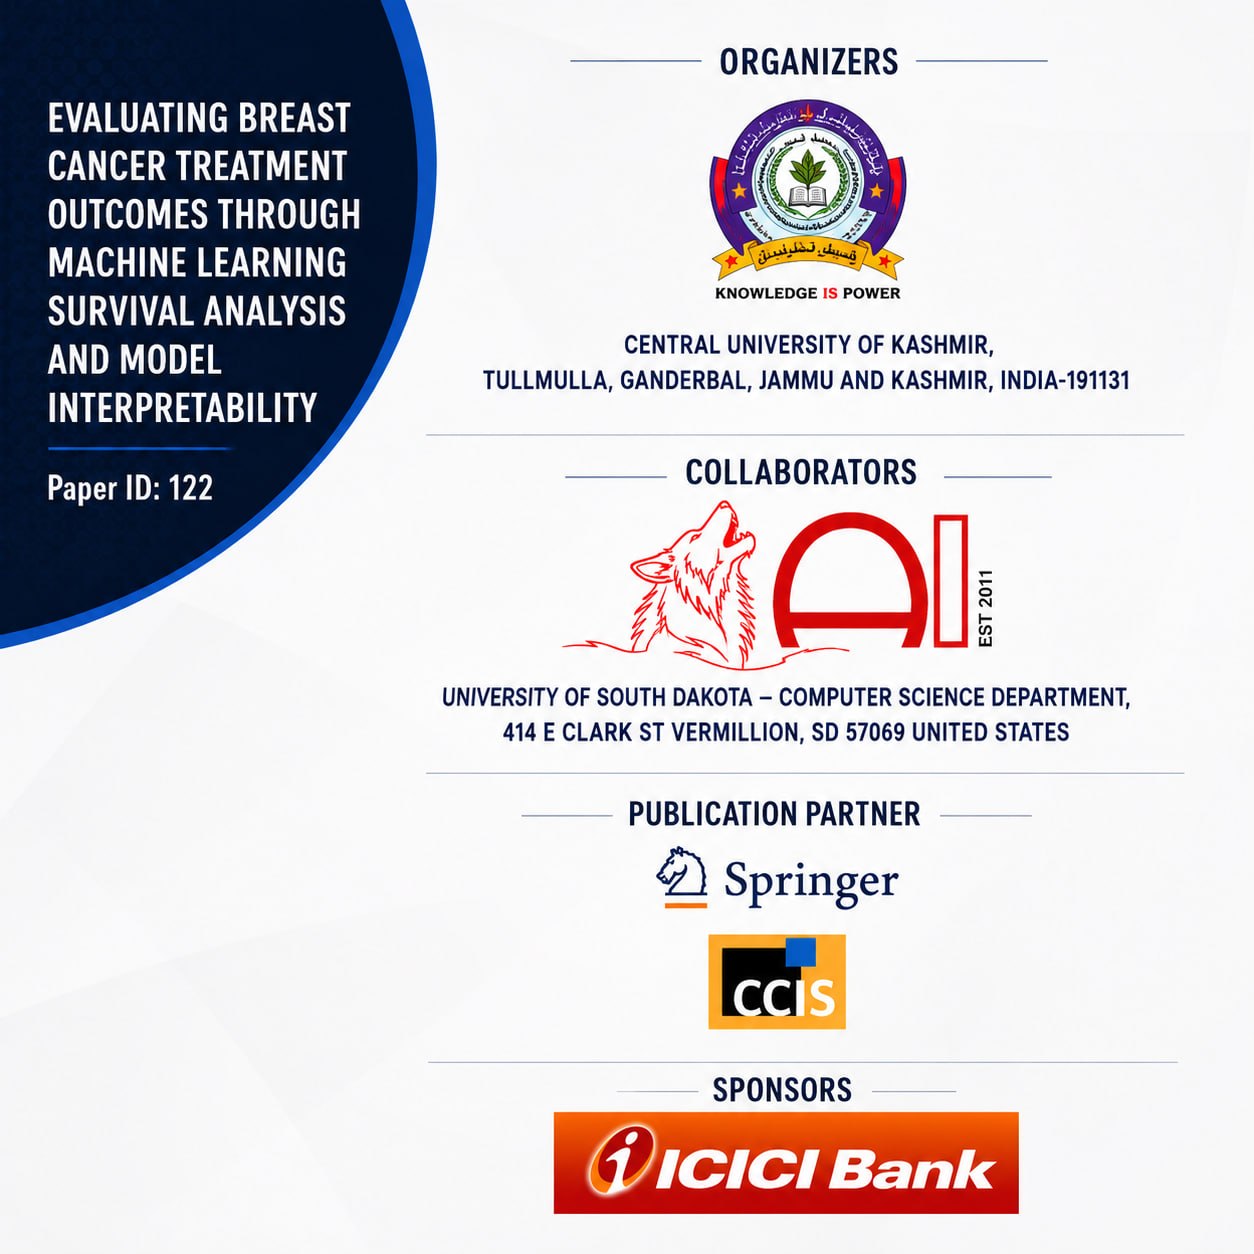 EVALUATING BREAST
CANCER TREATMENT
OUTCOMES THROUGH
MACHINE LEARNING
SURVIVAL ANALYSIS
AND MODEL
INTERPRETABILITY
Paper ID: 122
ORGANIZERS
KNOWLEDGE IS POWER
CENTRAL UNIVERSITY OF KASHMIR,
TULLMULLA, GANDERBAL, JAMMU AND KASHMIR, INDIA-191131
COLLABORATORS
AI
EST 2011
UNIVERSITY OF SOUTH DAKOTA – COMPUTER SCIENCE DEPARTMENT,
414 E CLARK ST VERMILLION, SD 57069 UNITED STATES
PUBLICATION PARTNER
Springer
CCIS
SPONSORS
i ICICI Bank